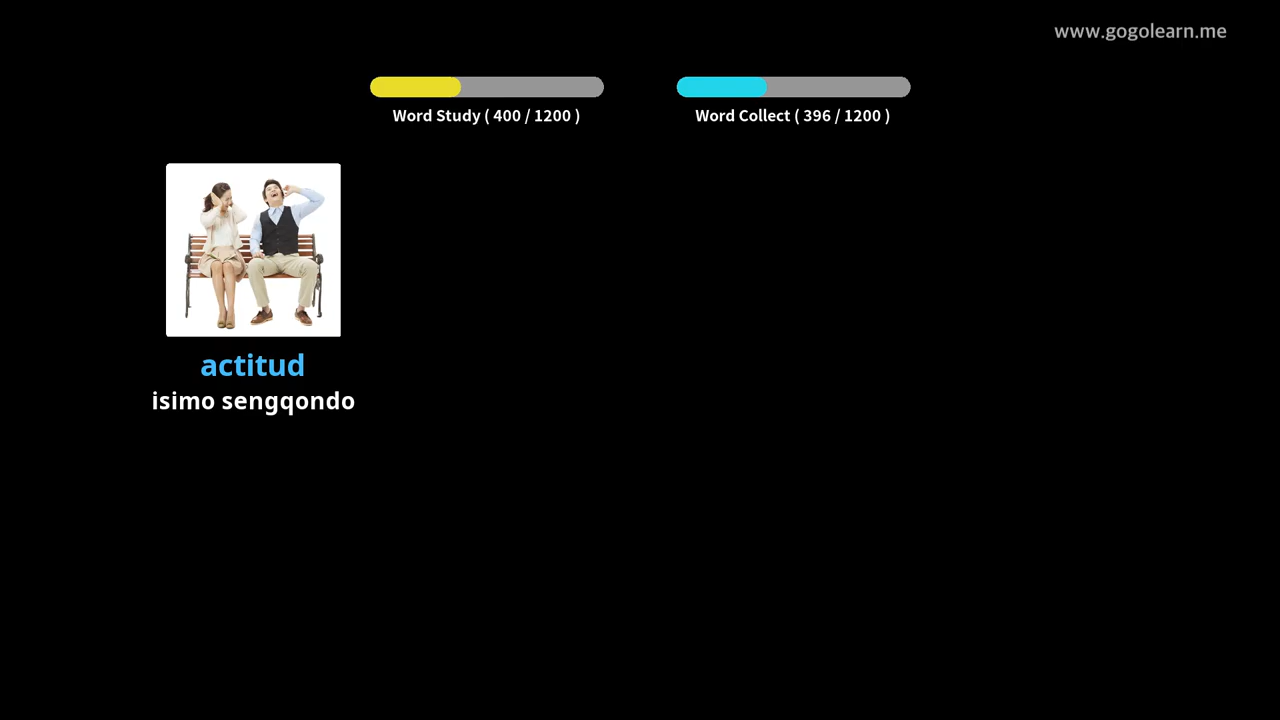 www.gogolearn.me
Word Study ( 400 / 1200 )
Word Collect ( 396 / 1200 )
actitud
isimo sengqondo